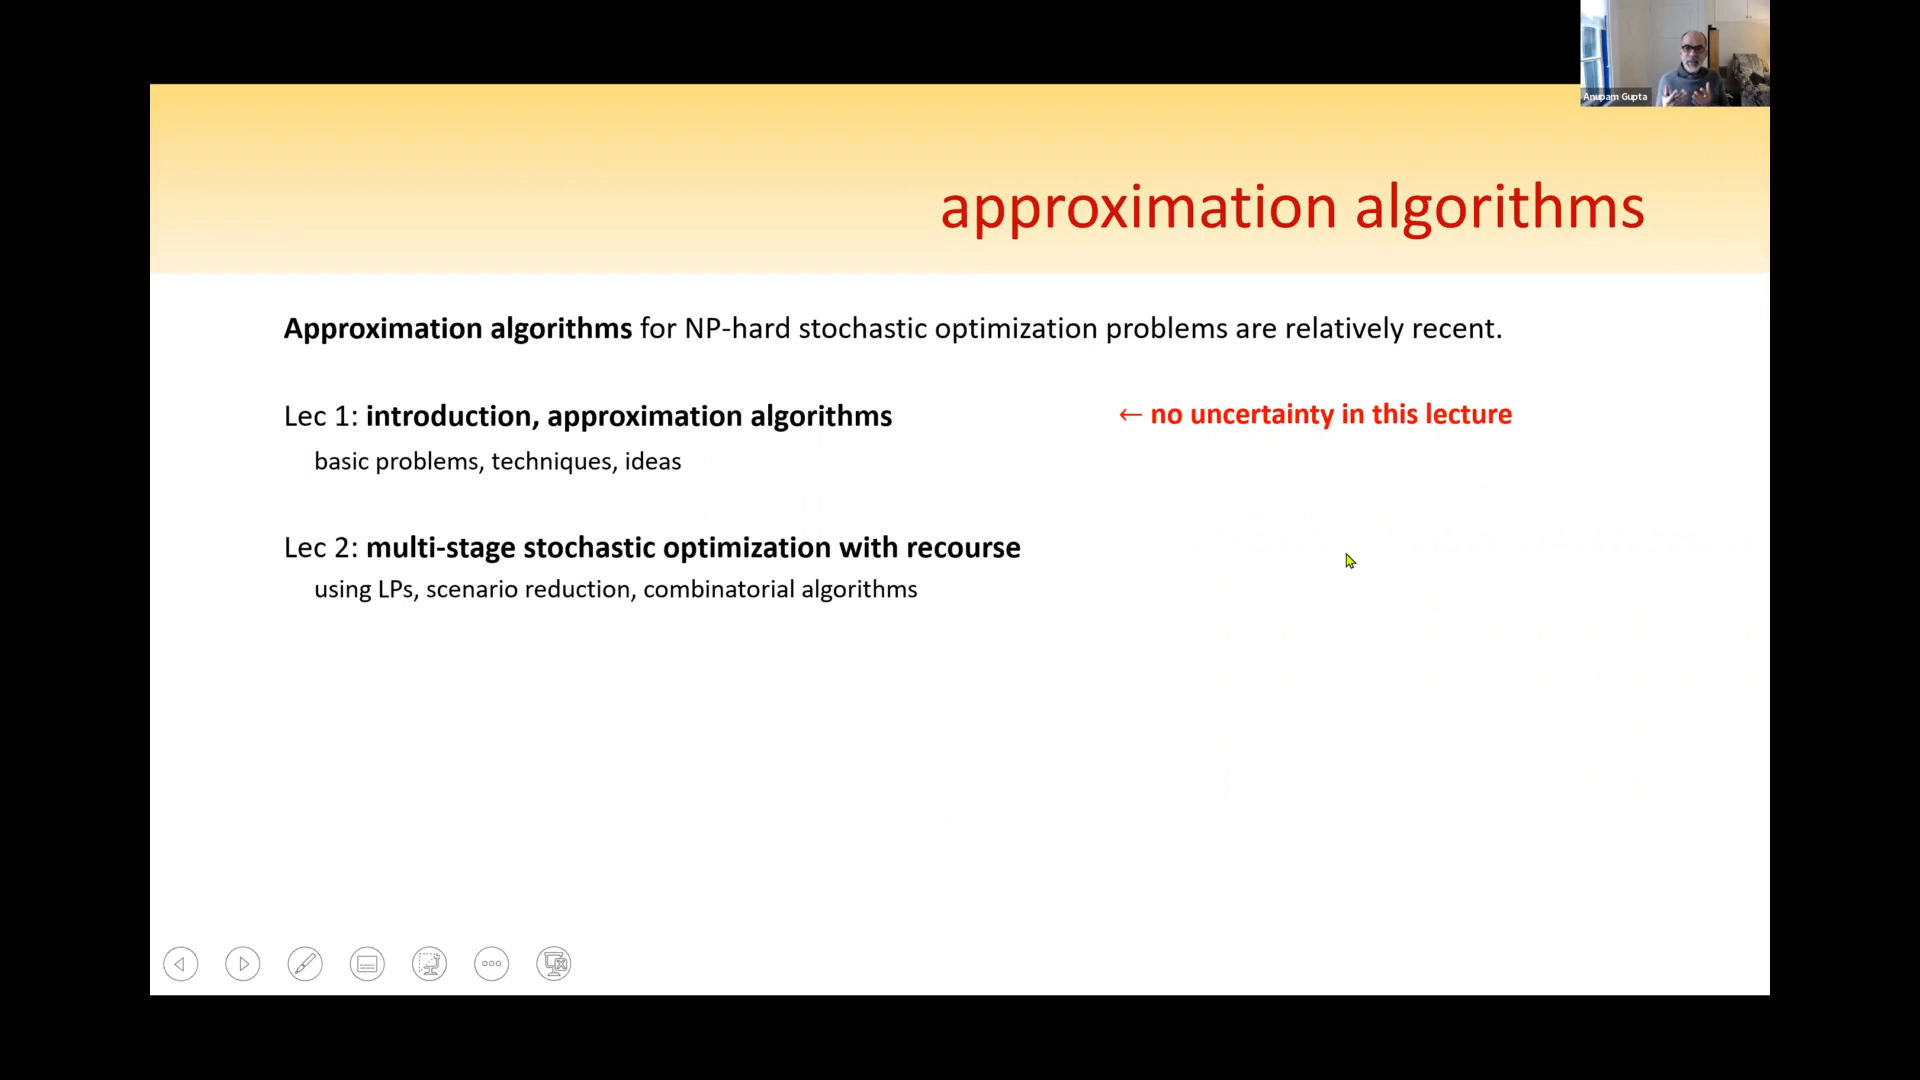 Anupam Gupta
approximation algorithms
Approximation algorithms for NP-hard stochastic optimization problems are relatively recent.
Lec 1: introduction, approximation algorithms ← no uncertainty in this lecture
basic problems, techniques, ideas
Lec 2: multi-stage stochastic optimization with recourse
using LPs, scenario reduction, combinatorial algorithms